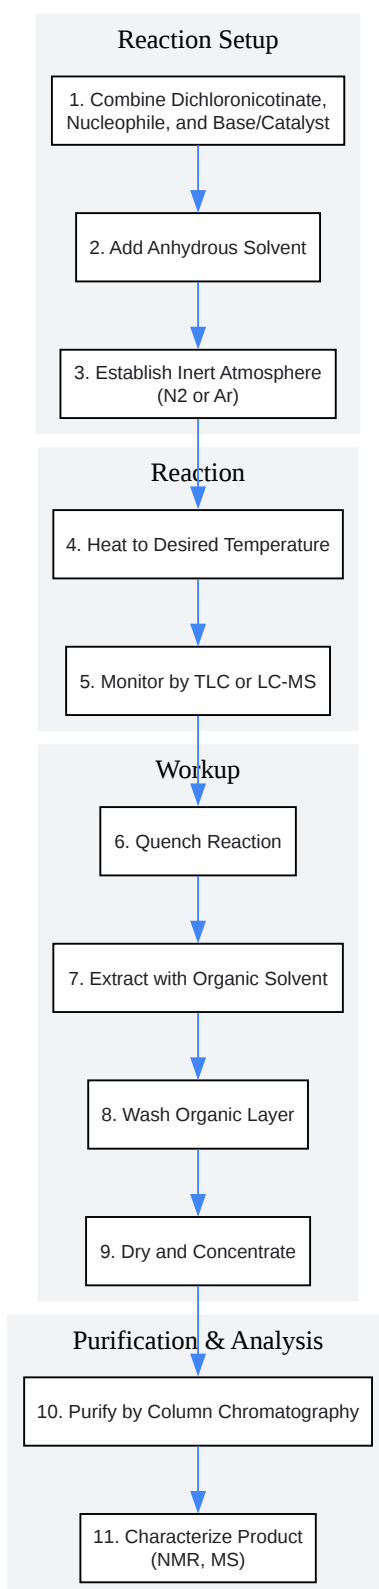 Reaction Setup
1. Combine Dichloronicotinate,
Nucleophile, and Base/Catalyst
2. Add Anhydrous Solvent
3. Establish Inert Atmosphere
(N2 or Ar)
Reaction
4. Heat to Desired Temperature
5. Monitor by TLC or LC-MS
Workup
6. Quench Reaction
7. Extract with Organic Solvent
8. Wash Organic Layer
9. Dry and Concentrate
Purification & Analysis
10. Purify by Column Chromatography
11. Characterize Product
(NMR, MS)